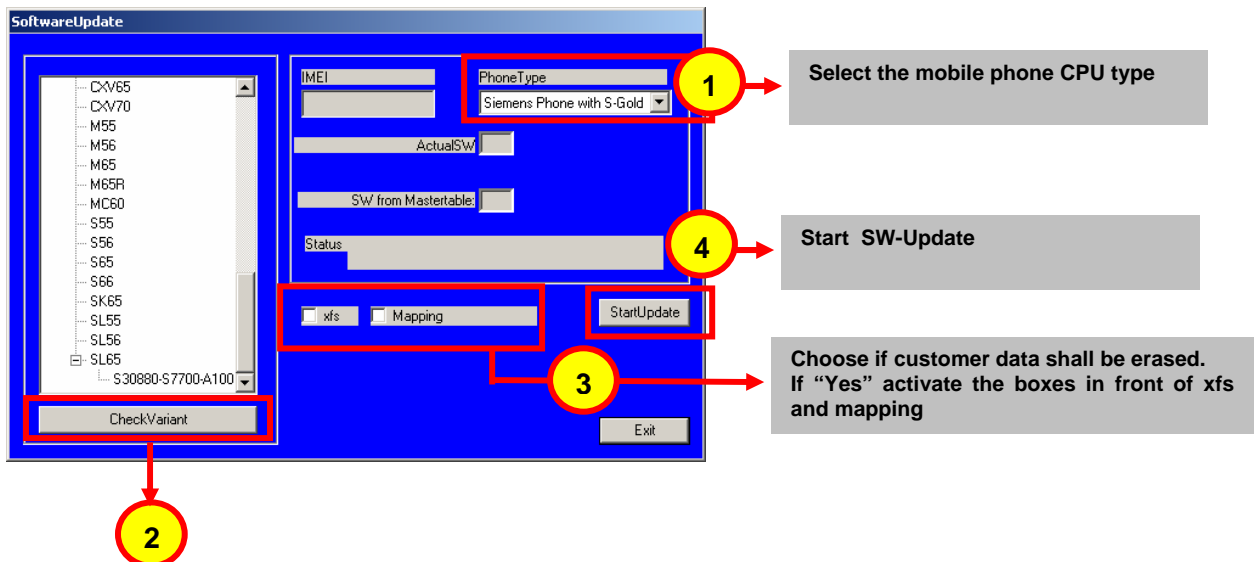 SoftwareUpdate
CXV65
CXV70
M55
M56
M65
M65R
MC60
S55
S56
S65
S66
SK65
SL55
SL56
SL65
S30880-S7700-A100
CheckVariant
2
IMEI
PhoneType
Siemens Phone with S-Gold
1
Select the mobile phone CPU type
ActualSW
SW from Mastertable:
Status
4
Start SW-Update
xfs
Mapping
StartUpdate
3
Choose if customer data shall be erased.
If “Yes” activate the boxes in front of xfs
and mapping
Exit